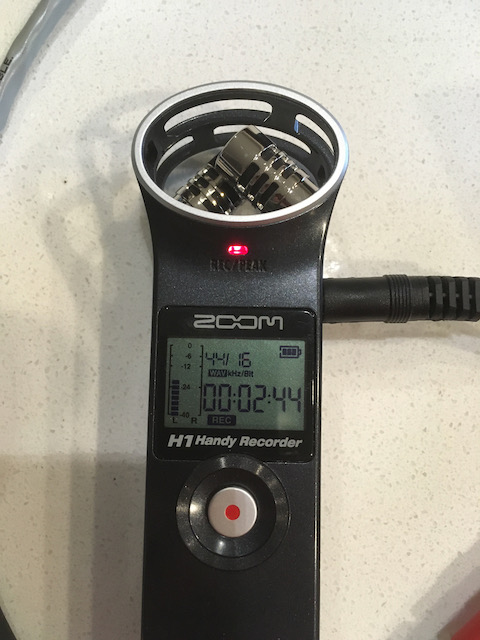 REC/PEAK
ZOOM
0
-6
-12
-24
-48
44/16
WAV kHz/Bit
00:02:44
L R REC
H1 Handy Recorder